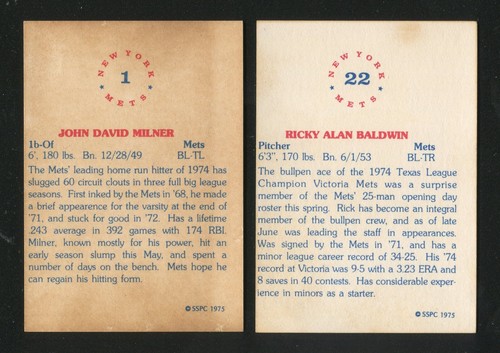 NEW YORK
1
METS
JOHN DAVID MILNER
1b-Of Mets
6', 180 lbs. Bn. 12/28/49 BL-TL
The Mets' leading home run hitter of 1974 has
slugged 60 circuit clouts in three full big league
seasons. First inked by the Mets in '68, he made
a brief appearance for the varsity at the end of
'71, and stuck for good in '72. Has a lifetime
.243 average in 392 games with 174 RBI.
Milner, known mostly for his power, hit an
early season slump this May, and spent a
number of days on the bench. Mets hope he
can regain his hitting form.
© SSPC 1975
NEW YORK
22
METS
RICKY ALAN BALDWIN
Pitcher Mets
6'3", 170 lbs. Bn. 6/1/53 BL-TR
The bullpen ace of the 1974 Texas League
Champion Victoria Mets was a surprise
member of the Mets' 25-man opening day
roster this spring. Rick has become an integral
member of the bullpen crew, and as of late
June was leading the staff in appearances.
Was signed by the Mets in '71, and has a
minor league career record of 34-25. His '74
record at Victoria was 9-5 with a 3.23 ERA and
8 saves in 40 contests. Has considerable exper-
ience in minors as a starter.
© SSPC 1975